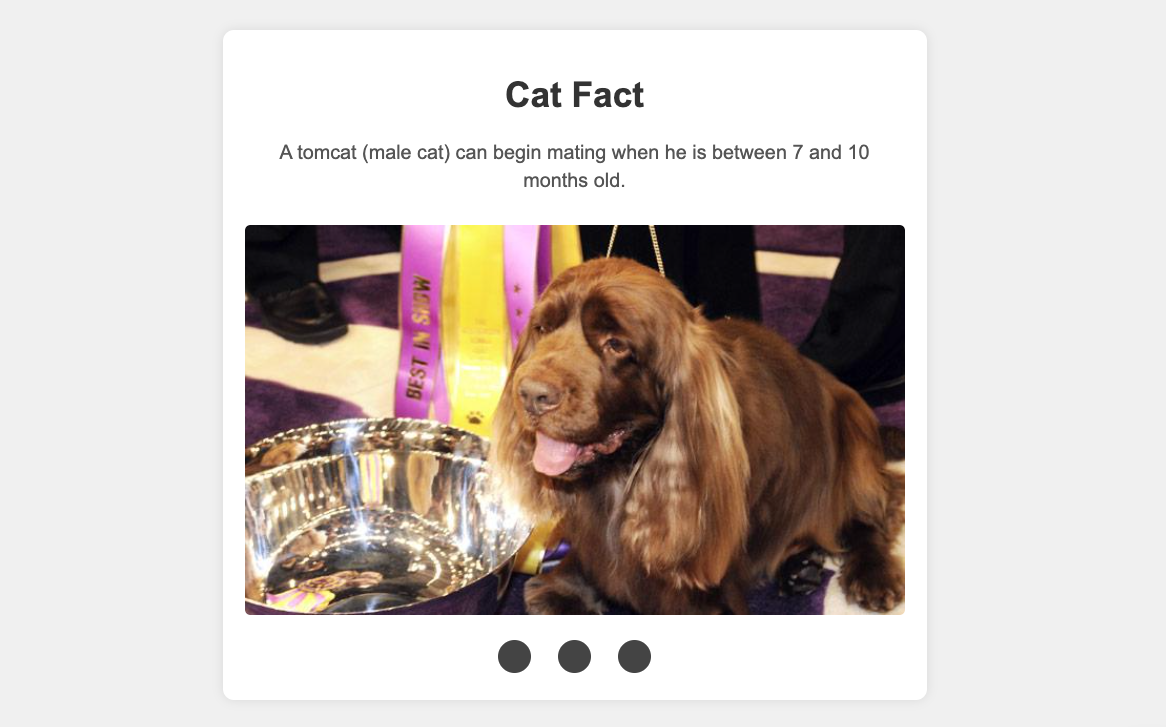 Cat Fact
A tomcat (male cat) can begin mating when he is between 7 and 10
months old.
BEST IN SHOW